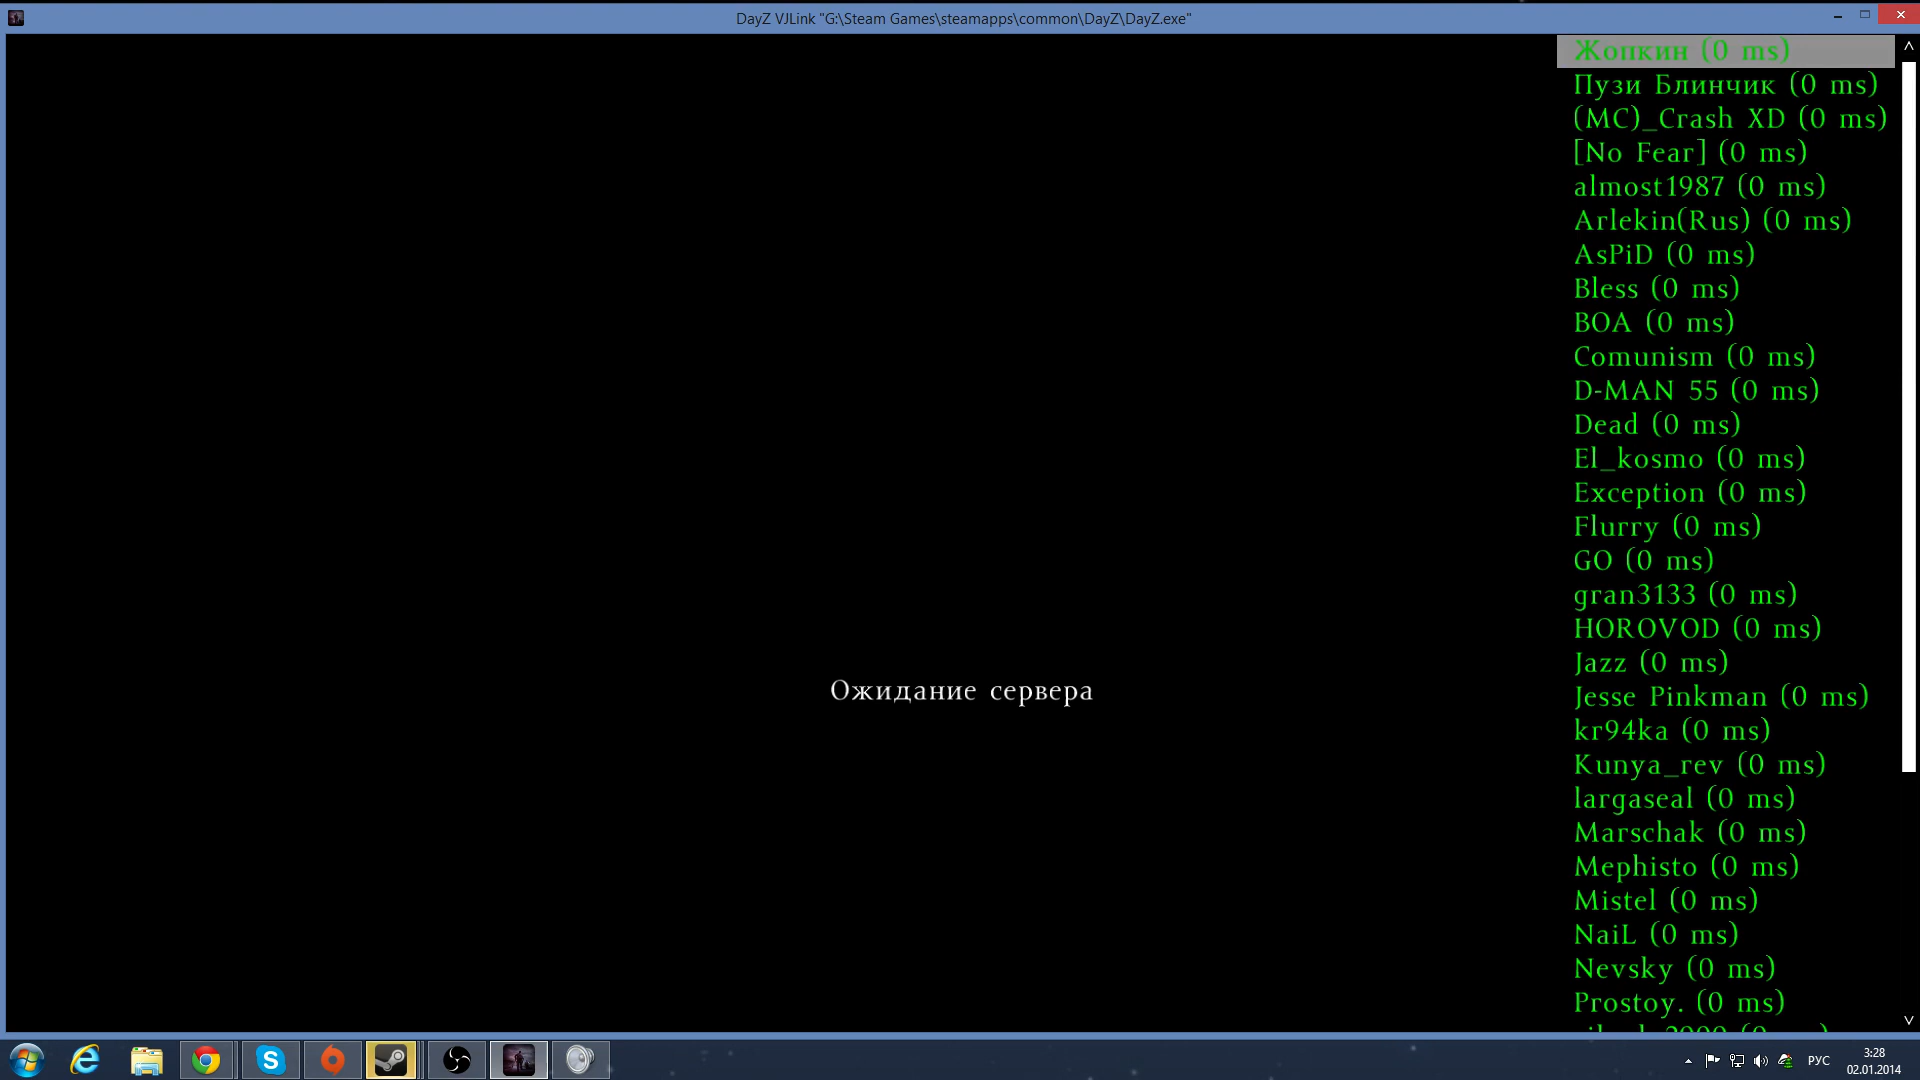 DayZ VJLink "G:\Steam Games\steamapps\common\DayZ\DayZ.exe"
Жопкин (0 ms)
Пузи Блинчик (0 ms)
(MC)_Crash XD (0 ms)
[No Fear] (0 ms)
almost1987 (0 ms)
Arlekin(Rus) (0 ms)
AsPiD (0 ms)
Bless (0 ms)
BOA (0 ms)
Comunism (0 ms)
D-MAN 55 (0 ms)
Dead (0 ms)
El_kosmo (0 ms)
Exception (0 ms)
Flurry (0 ms)
GO (0 ms)
gran3133 (0 ms)
HOROVOD (0 ms)
Jazz (0 ms)
Jesse Pinkman (0 ms)
kr94ka (0 ms)
Kunya_rev (0 ms)
largaseal (0 ms)
Marschak (0 ms)
Mephisto (0 ms)
Mistel (0 ms)
NaiL (0 ms)
Nevsky (0 ms)
Prostoy. (0 ms)
Ожидание сервера
РУС
3:28
02.01.2014